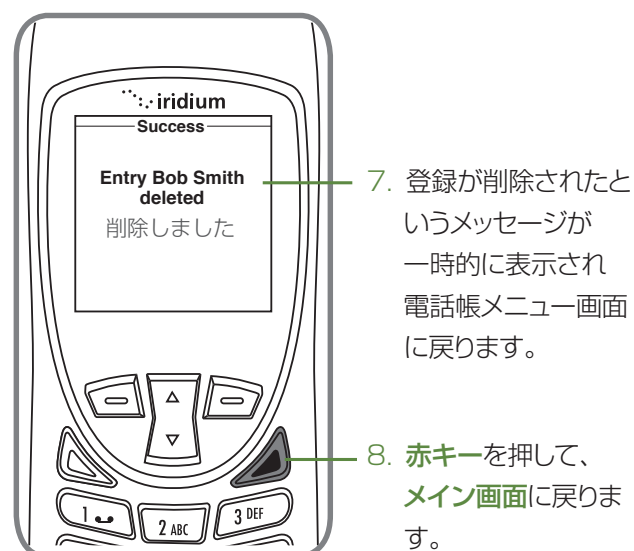 iridium
Success
Entry Bob Smith
deleted
削除しました
7. 登録が削除されたと
いうメッセージが
一時的に表示され
電話帳メニュー画面
に戻ります。
8. 赤キーを押して、
メイン画面に戻りま
す。
1
2 ABC
3 DEF